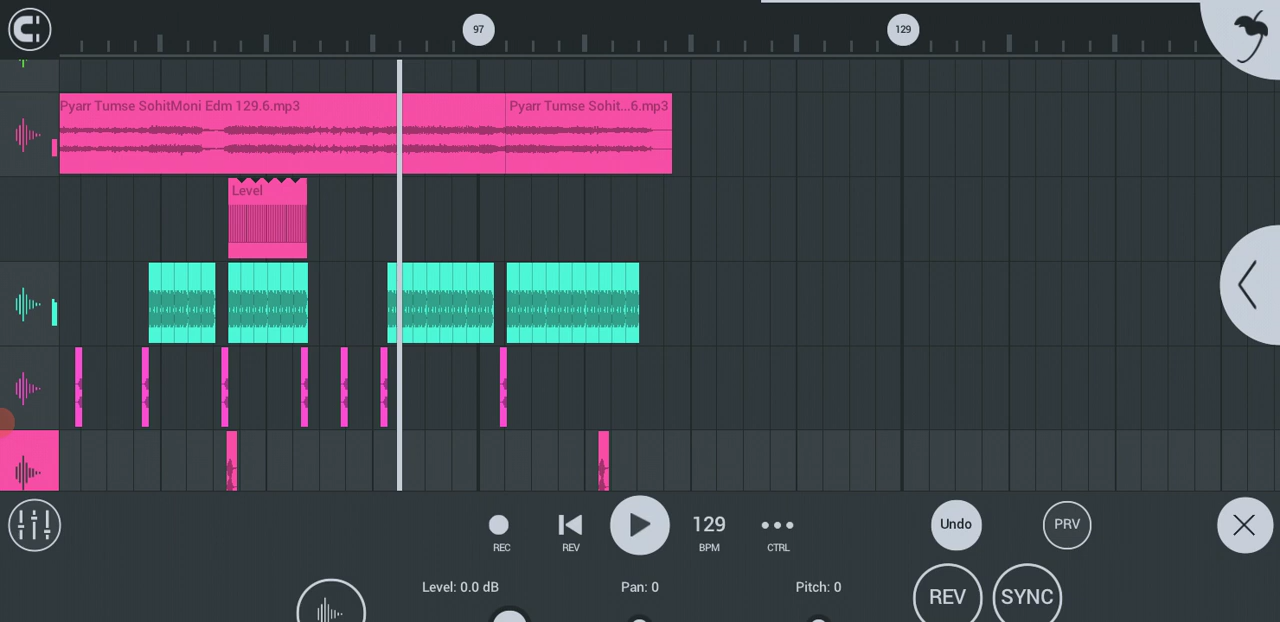 97
129
Pyarr Tumse SohitMoni Edm 129.6.mp3
Pyarr Tumse Sohit...6.mp3
Level
129
Undo
PRV
REC
REV
BPM
CTRL
Level: 0.0 dB
Pan: 0
Pitch: 0
REV
SYNC